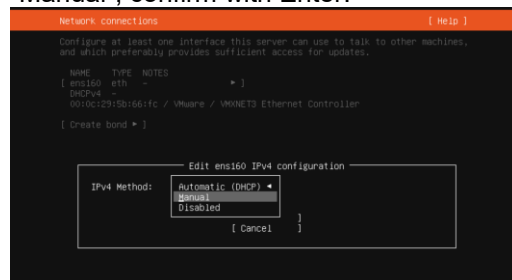 "Manual", confirm with Enter.
Network connections [ Help ]
Configure at least one interface this server can use to talk to other machines,
and which preferably provides sufficient access for updates.
NAME TYPE NOTES
[ ens160 eth - ▸ ]
DHCPv4 -
00:0c:29:5b:66:fc / VMware / VMXNET3 Ethernet Controller
[ Create bond ▸ ]
Edit ens160 IPv4 configuration
IPv4 Method: Automatic (DHCP) ◂
Manual
Disabled
]
[ Cancel ]